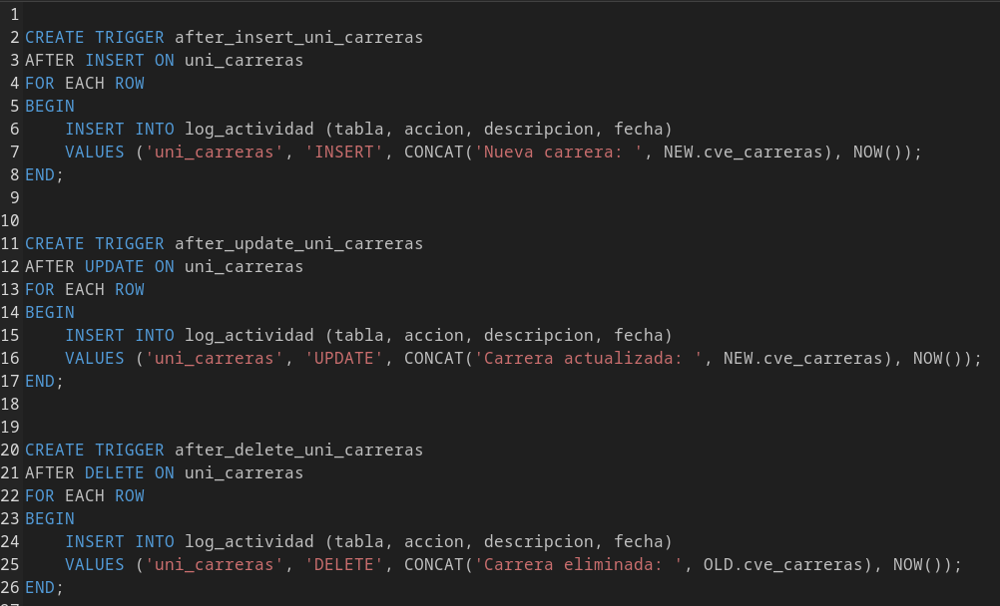 1
2 CREATE TRIGGER after_insert_uni_carreras
3 AFTER INSERT ON uni_carreras
4 FOR EACH ROW
5 BEGIN
6     INSERT INTO log_actividad (tabla, accion, descripcion, fecha)
7     VALUES ('uni_carreras', 'INSERT', CONCAT('Nueva carrera: ', NEW.cve_carreras), NOW());
8 END;
9
10
11 CREATE TRIGGER after_update_uni_carreras
12 AFTER UPDATE ON uni_carreras
13 FOR EACH ROW
14 BEGIN
15     INSERT INTO log_actividad (tabla, accion, descripcion, fecha)
16     VALUES ('uni_carreras', 'UPDATE', CONCAT('Carrera actualizada: ', NEW.cve_carreras), NOW());
17 END;
18
19
20 CREATE TRIGGER after_delete_uni_carreras
21 AFTER DELETE ON uni_carreras
22 FOR EACH ROW
23 BEGIN
24     INSERT INTO log_actividad (tabla, accion, descripcion, fecha)
25     VALUES ('uni_carreras', 'DELETE', CONCAT('Carrera eliminada: ', OLD.cve_carreras), NOW());
26 END;
27